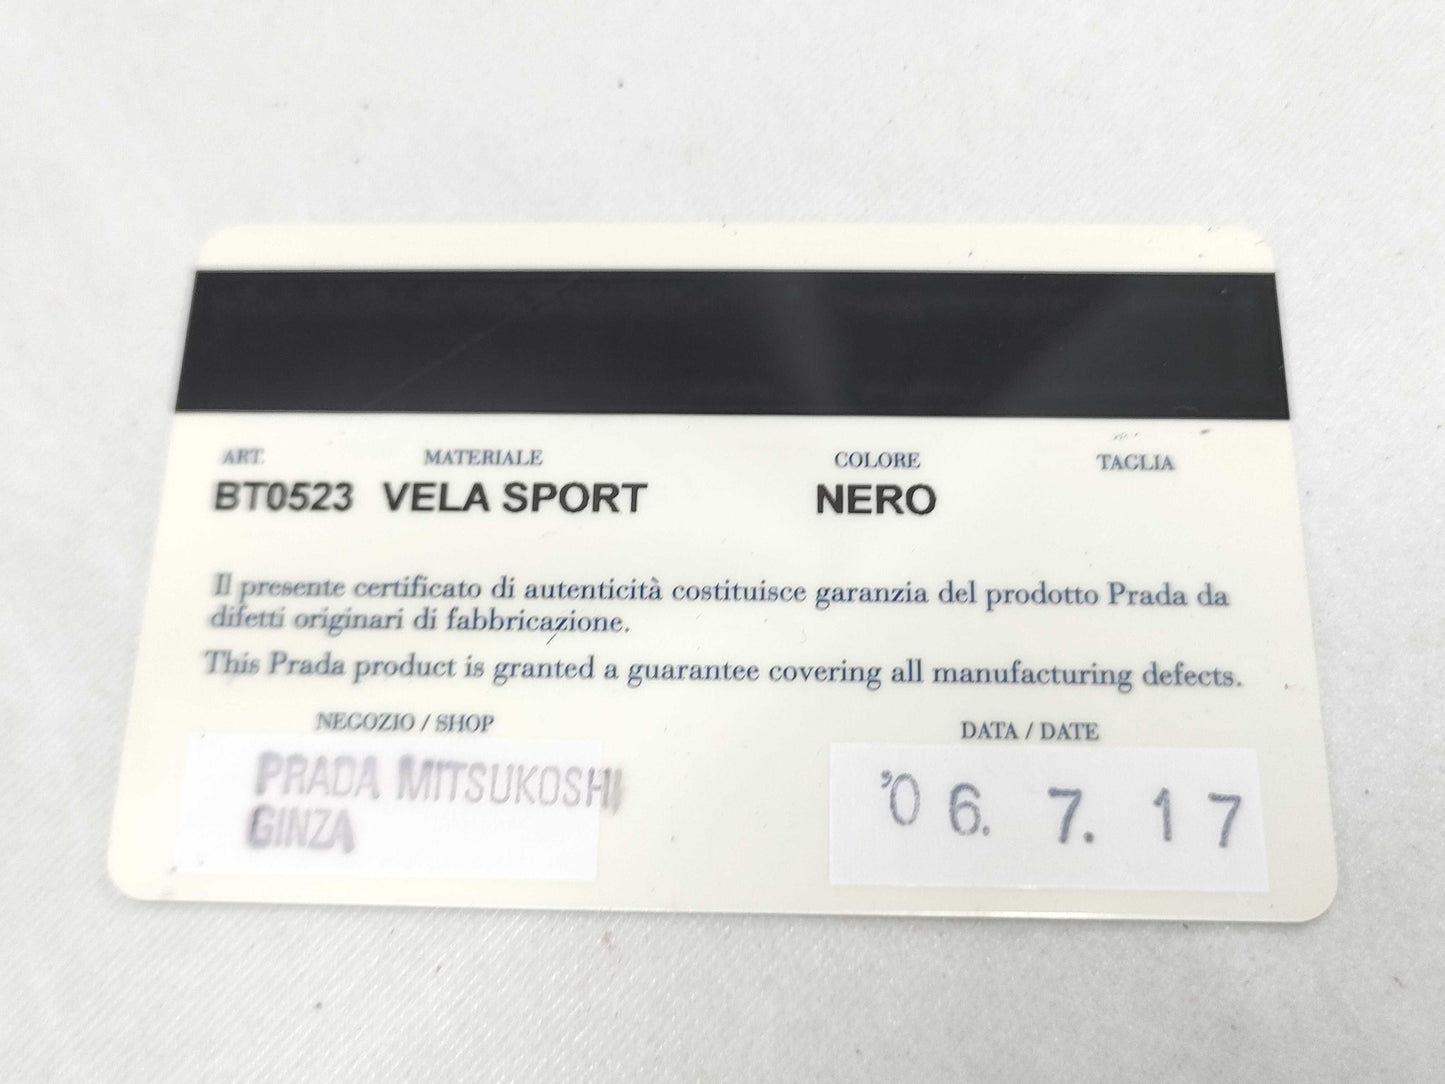 ART. MATERIALE COLORE TAGLIA
BT0523 VELA SPORT NERO
Il presente certificato di autenticità costituisce garanzia del prodotto Prada da
difetti originari di fabbricazione.
This Prada product is granted a guarantee covering all manufacturing defects.
NEGOZIO / SHOP DATA / DATE
PRADA MITSUKOSHI
GINZA
'06. 7. 17